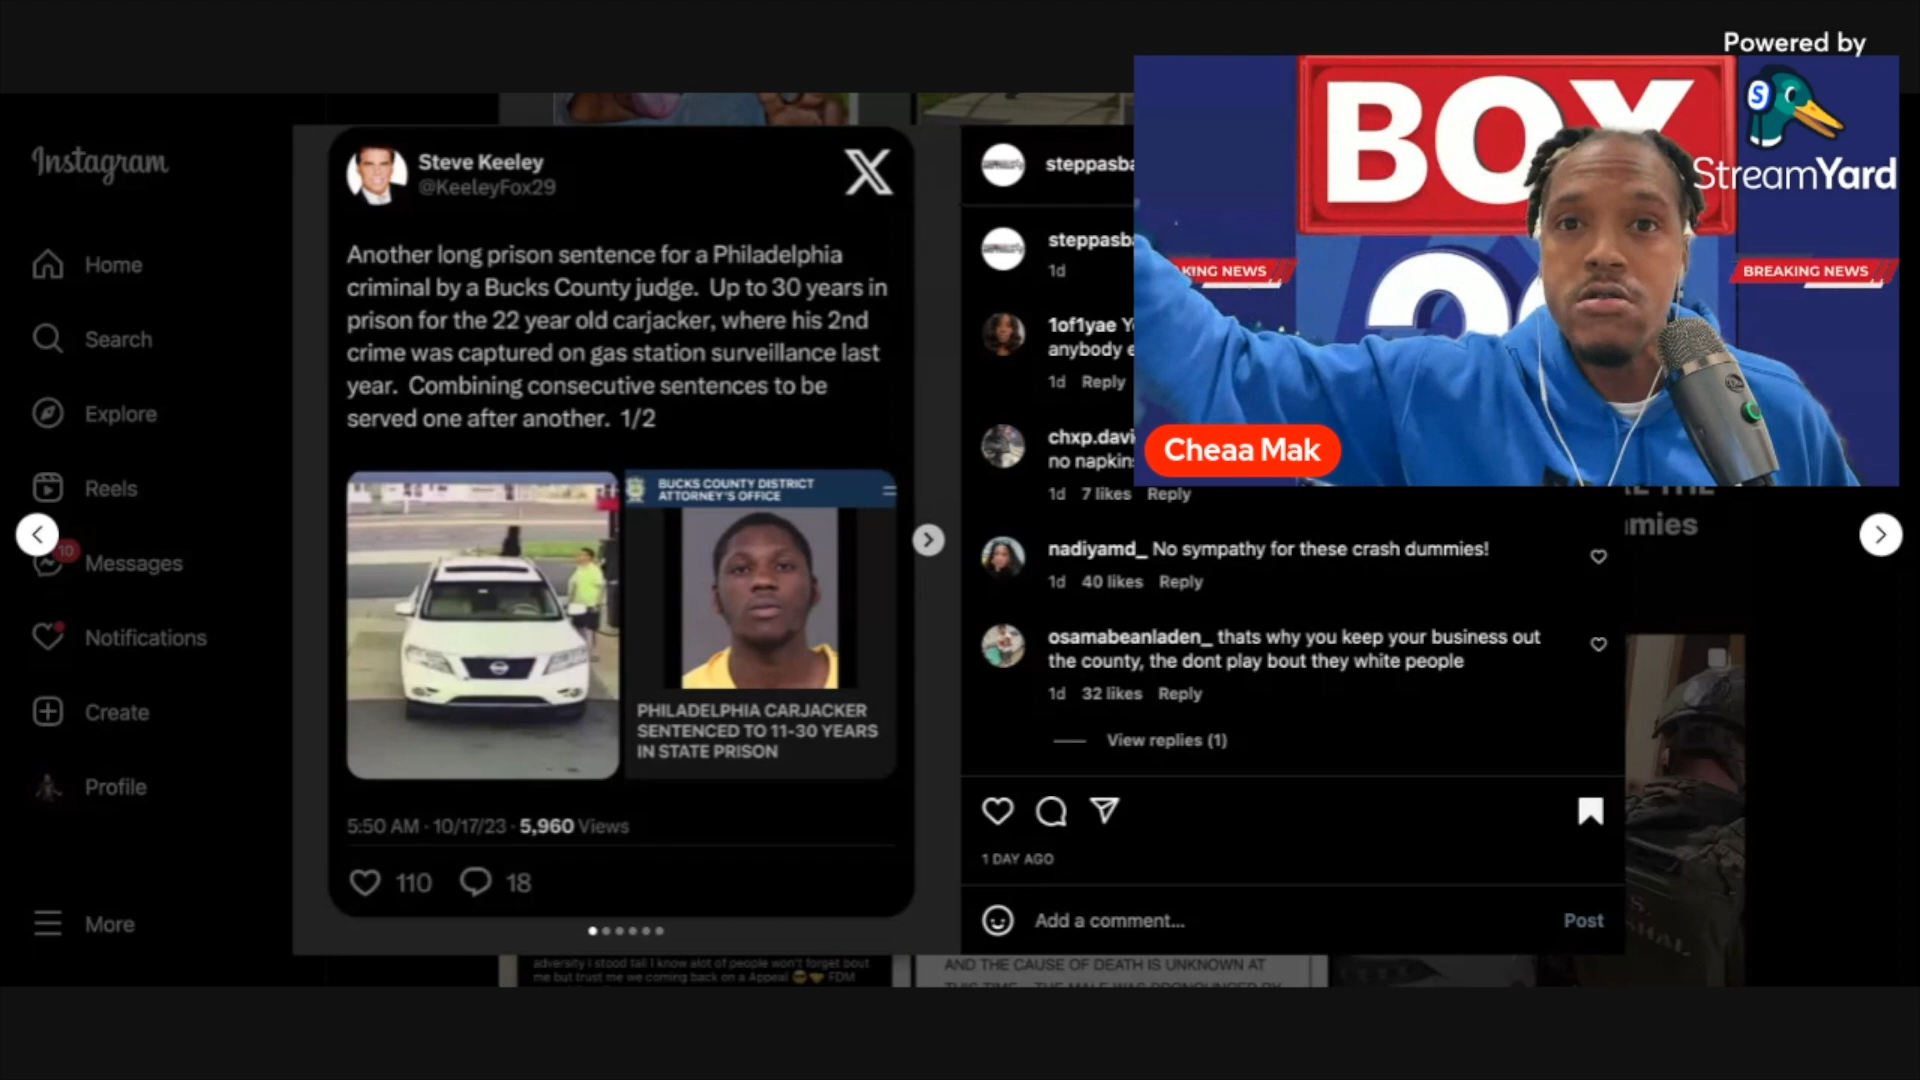 Powered by
StreamYard
BOX
KING NEWS
BREAKING NEWS
Cheaa Mak
Instagram
Home
Search
Explore
Reels
10
Messages
Notifications
Create
Profile
More
Steve Keeley
@KeeleyFox29
Another long prison sentence for a Philadelphia
criminal by a Bucks County judge. Up to 30 years in
prison for the 22 year old carjacker, where his 2nd
crime was captured on gas station surveillance last
year. Combining consecutive sentences to be
served one after another. 1/2
BUCKS COUNTY DISTRICT
ATTORNEY'S OFFICE
PHILADELPHIA CARJACKER
SENTENCED TO 11-30 YEARS
IN STATE PRISON
5:50 AM · 10/17/23 · 5,960 Views
110 18
steppasba
steppasba
1d
1of1yae Y
anybody e
1d Reply
chxp.davi
no napkin
1d 7 likes Reply
nadiyamd_ No sympathy for these crash dummies!
1d 40 likes Reply
osamabeanladen_ thats why you keep your business out
the county, the dont play bout they white people
1d 32 likes Reply
View replies (1)
1 DAY AGO
Add a comment...
Post
mies
adversity I stood tall I know alot of people won't forget bout
me but trust me we coming back on a Appeal FDM
AND THE CAUSE OF DEATH IS UNKNOWN AT